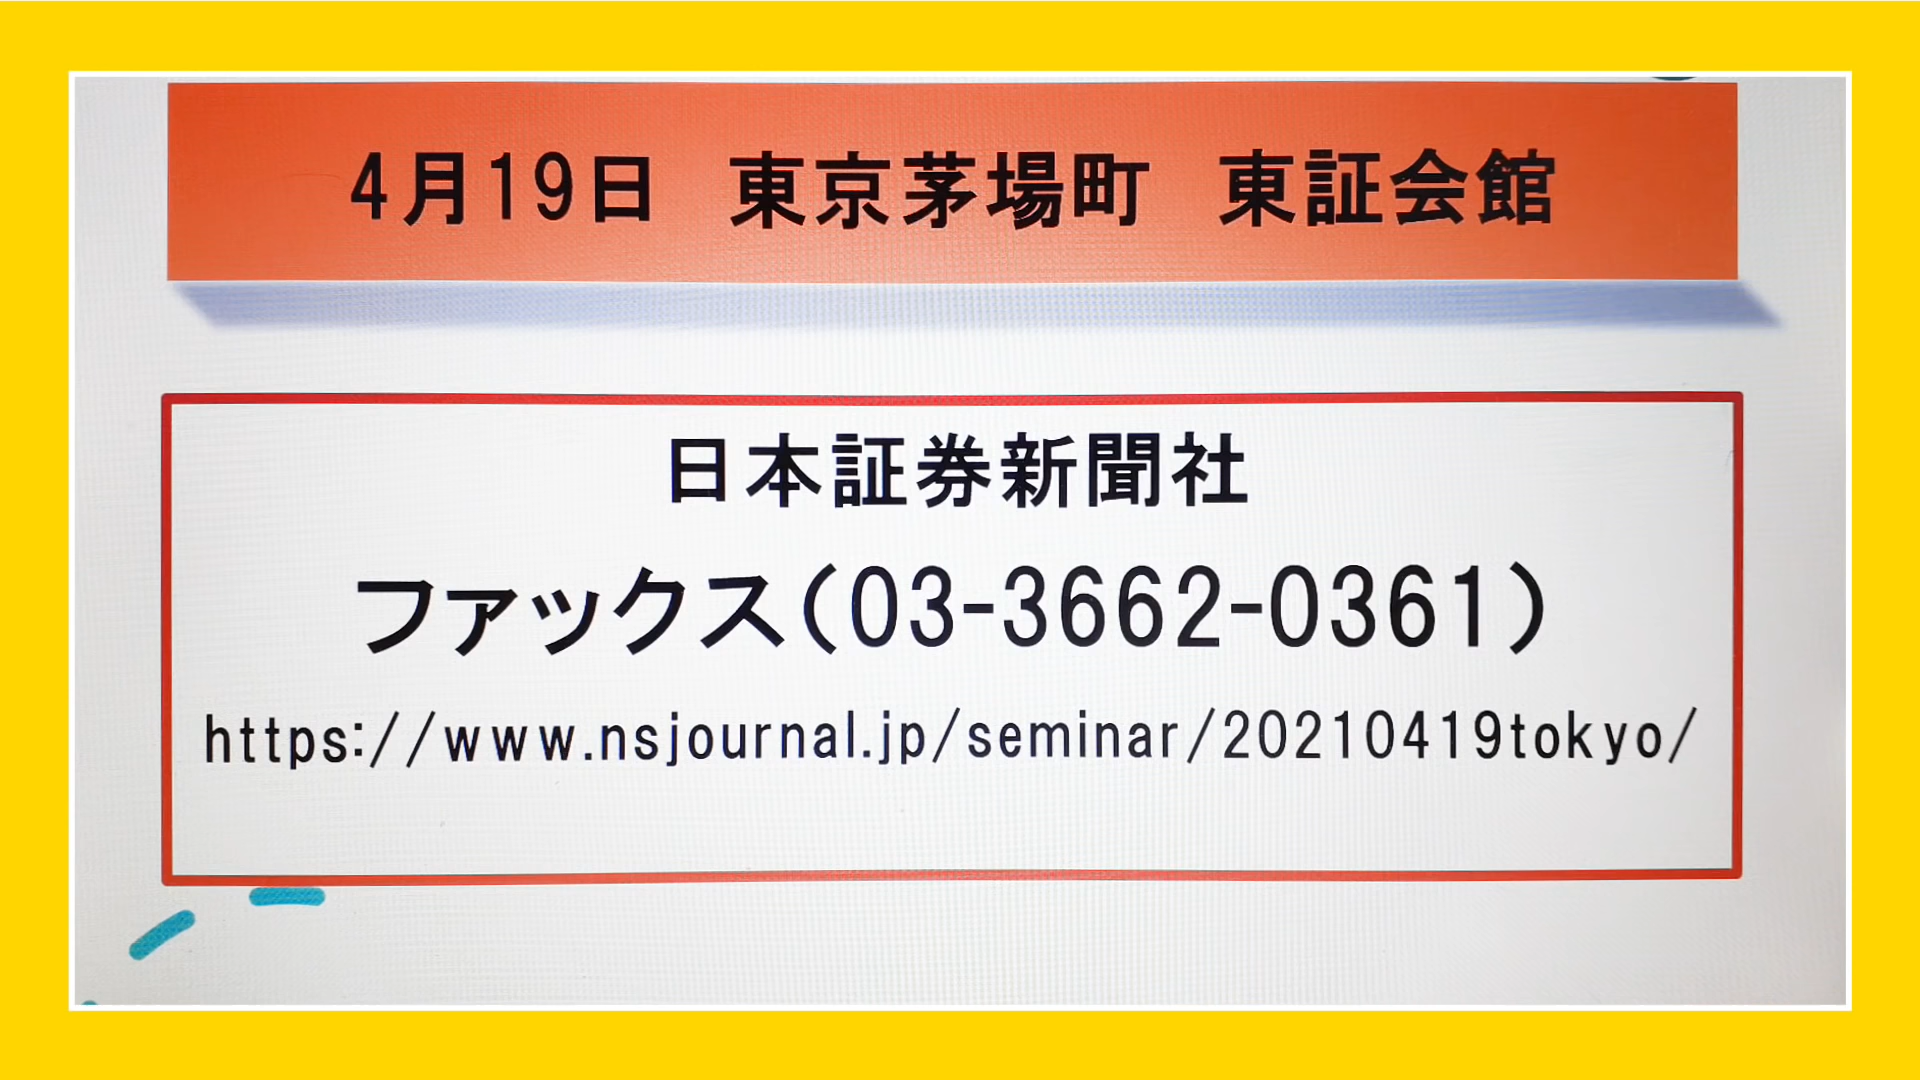 4月19日　東京茅場町　東証会館
日本証券新聞社
ファックス（03-3662-0361）
https://www.nsjournal.jp/seminar/20210419tokyo/